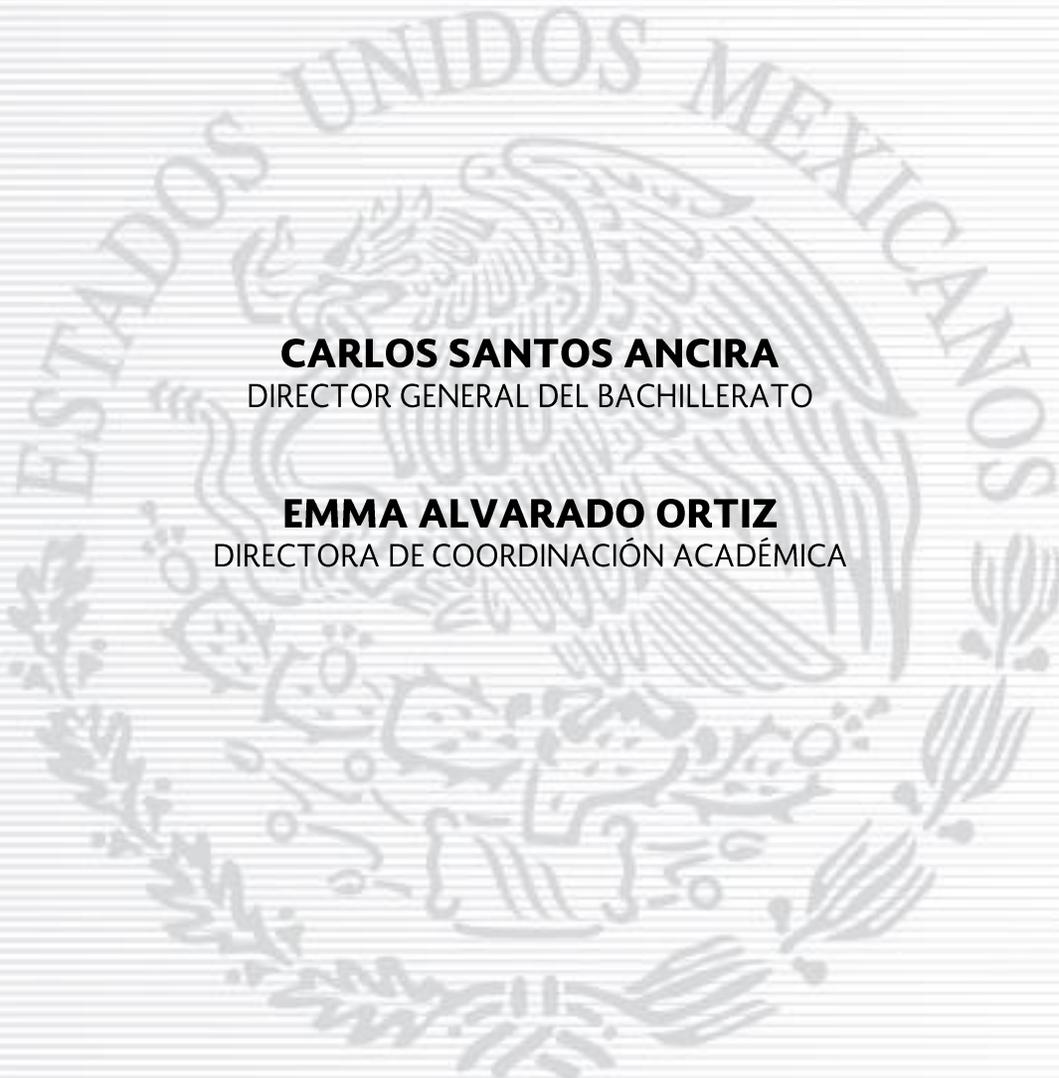 ESTADOS UNIDOS MEXICANOS
CARLOS SANTOS ANCIRA
DIRECTOR GENERAL DEL BACHILLERATO
EMMA ALVARADO ORTIZ
DIRECTORA DE COORDINACIÓN ACADÉMICA